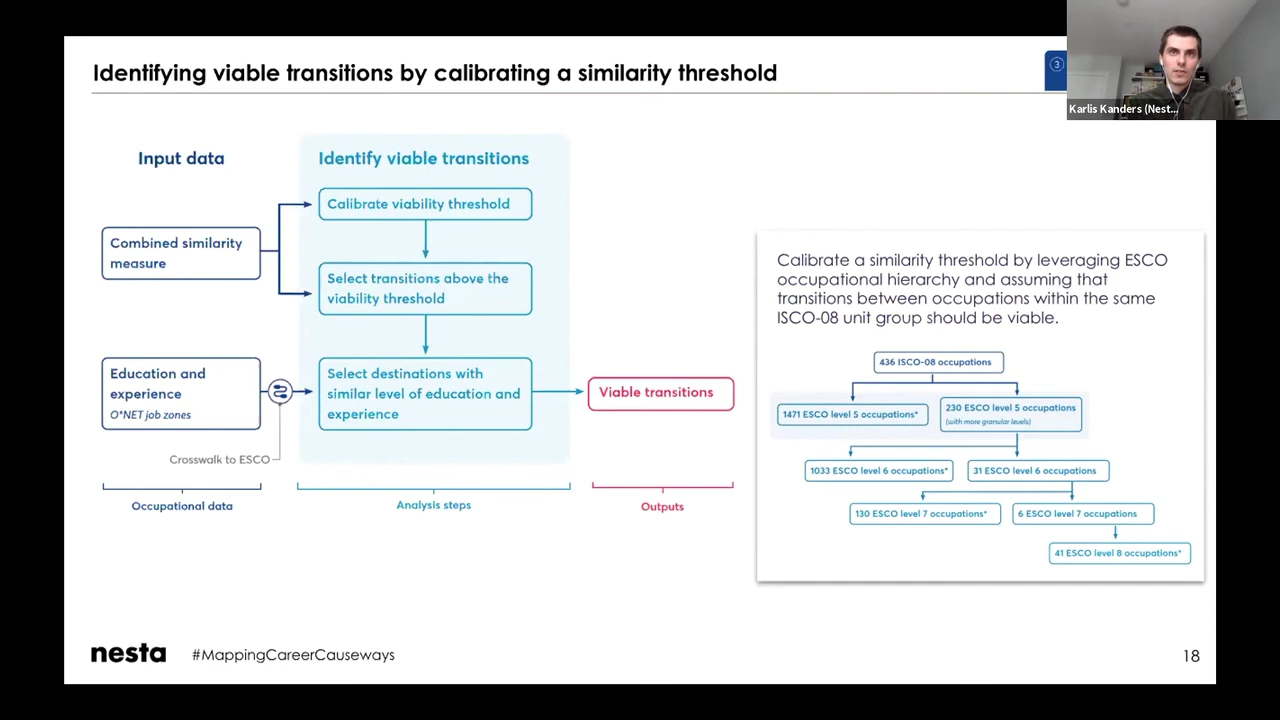 Identifying viable transitions by calibrating a similarity threshold
3
Karlis Kanders (Nest...
Input data
Identify viable transitions
Calibrate viability threshold
Combined similarity
measure
Select transitions above the
viability threshold
Education and
experience
O*NET job zones
Select destinations with
similar level of education and
experience
Viable transitions
Crosswalk to ESCO
Occupational data
Analysis steps
Outputs
Calibrate a similarity threshold by leveraging ESCO
occupational hierarchy and assuming that
transitions between occupations within the same
ISCO-08 unit group should be viable.
436 ISCO-08 occupations
1471 ESCO level 5 occupations*
230 ESCO level 5 occupations
(with more granular levels)
1033 ESCO level 6 occupations*
31 ESCO level 6 occupations
130 ESCO level 7 occupations*
6 ESCO level 7 occupations
41 ESCO level 8 occupations*
nesta
#MappingCareerCauseways
18